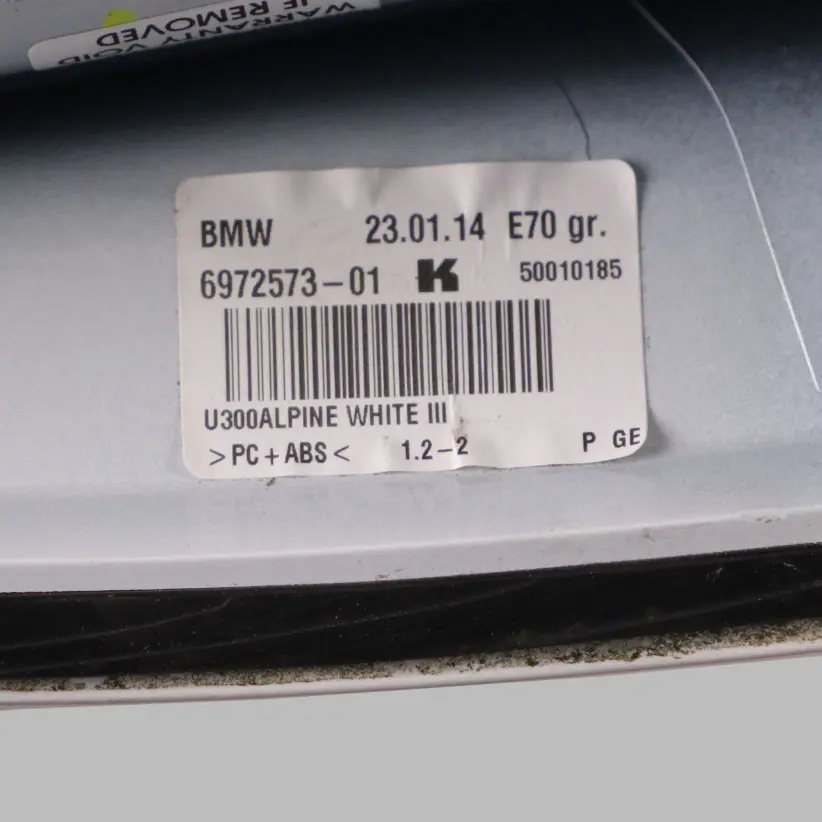 WARRANTY VOID
IF REMOVED
BMW 23.01.14 E70 gr.
6972573-01 K 50010185
U300ALPINE WHITE III
>PC+ABS< 1.2-2 P GE